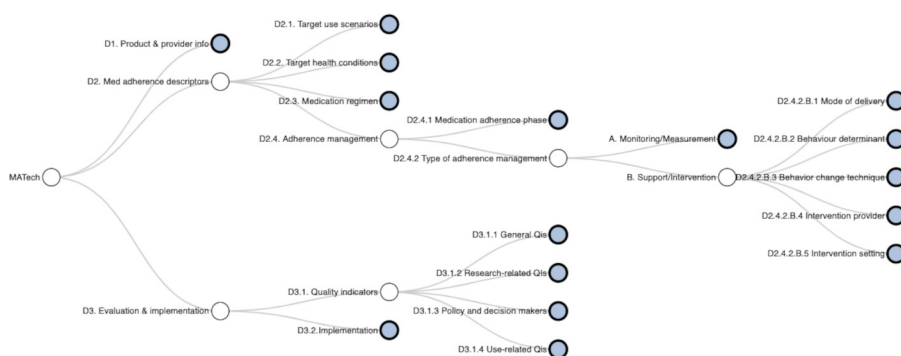 MATech
D1. Product & provider info
D2. Med adherence descriptors
D2.1. Target use scenarios
D2.2. Target health conditions
D2.3. Medication regimen
D2.4. Adherence management
D2.4.1 Medication adherence phase
D2.4.2 Type of adherence management
A. Monitoring/Measurement
B. Support/Intervention
D2.4.2.B.1 Mode of delivery
D2.4.2.B.2 Behaviour determinant
D2.4.2.B.3 Behavior change technique
D2.4.2.B.4 Intervention provider
D2.4.2.B.5 Intervention setting
D3. Evaluation & implementation
D3.1. Quality indicators
D3.1.1 General QIs
D3.1.2 Research-related QIs
D3.1.3 Policy and decision makers
D3.1.4 Use-related QIs
D3.2.Implementation